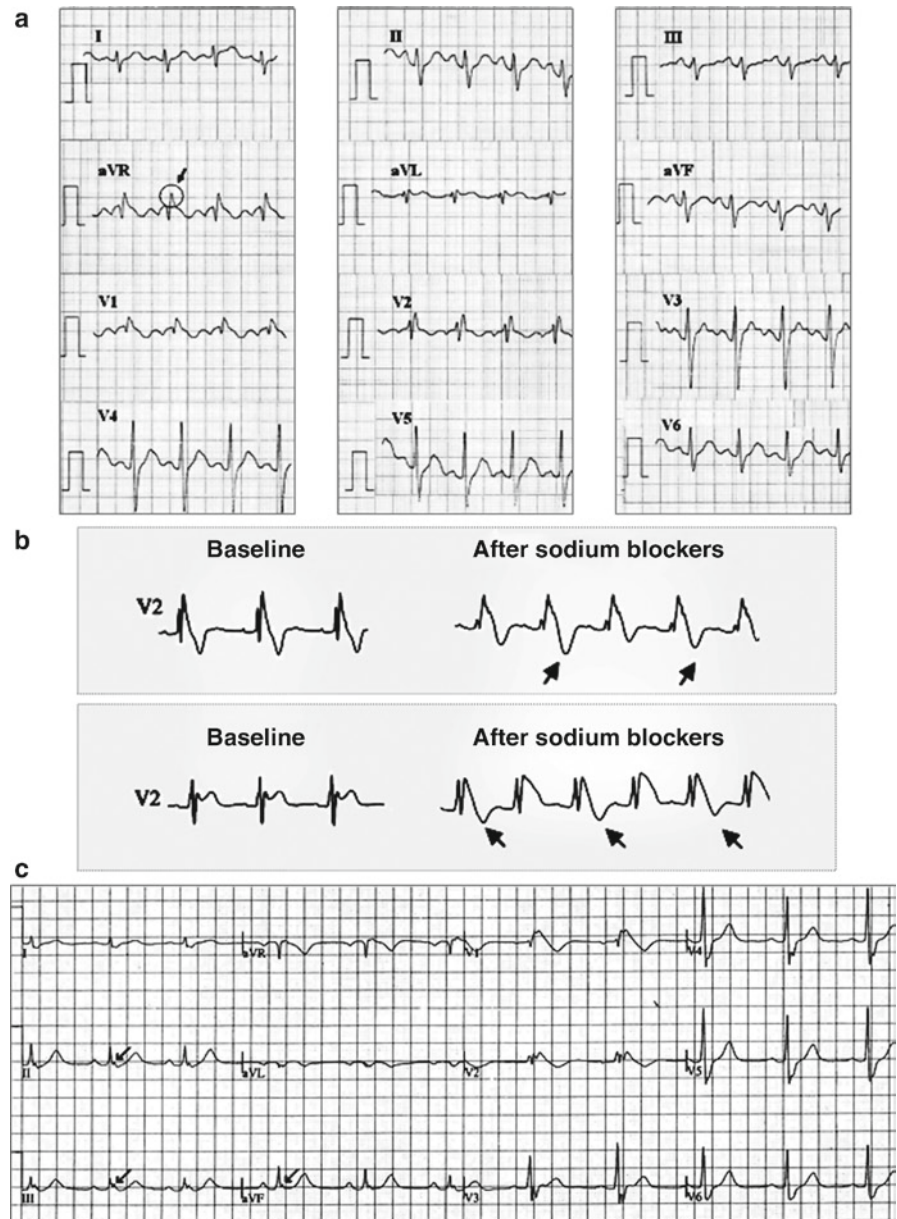 a
I II III
aVR aVL aVF
V1 V2 V3
V4 V5 V6
b
Baseline After sodium blockers
V2
Baseline After sodium blockers
V2
c
I aVR V1 V4
II aVL V2 V5
III aVF V3 V6